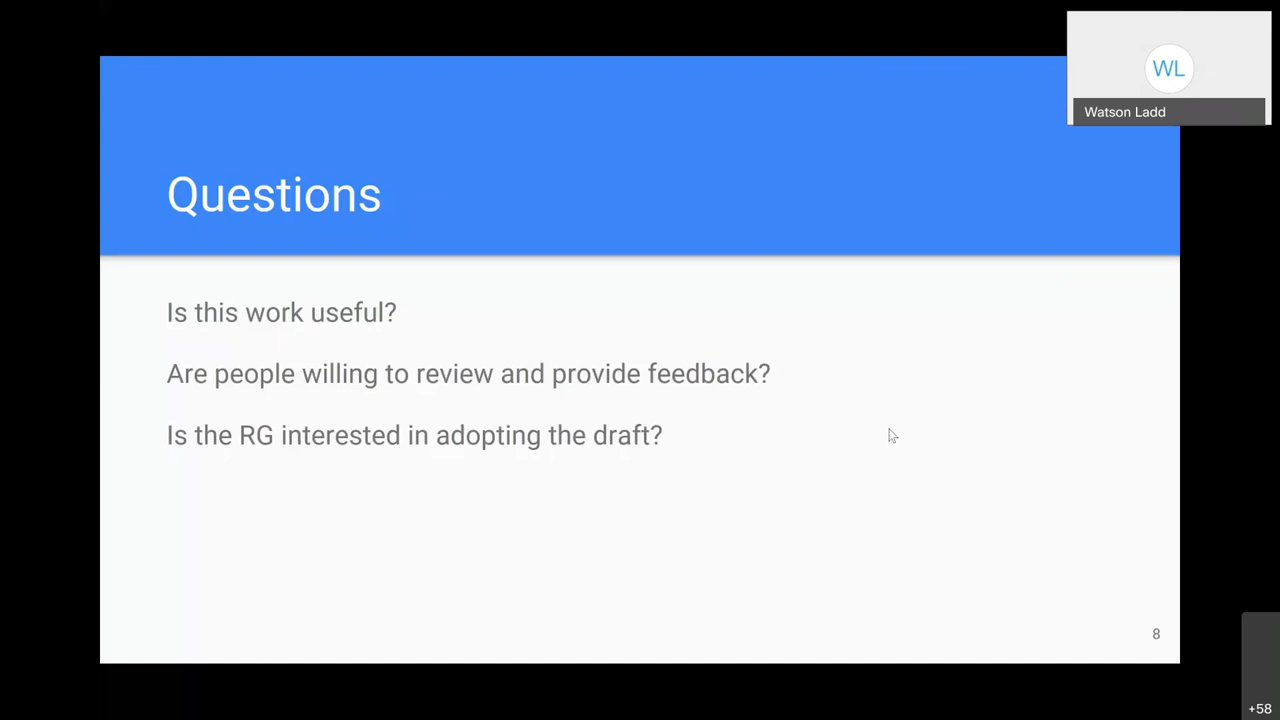 WL
Watson Ladd
Questions
Is this work useful?
Are people willing to review and provide feedback?
Is the RG interested in adopting the draft?
8
+58